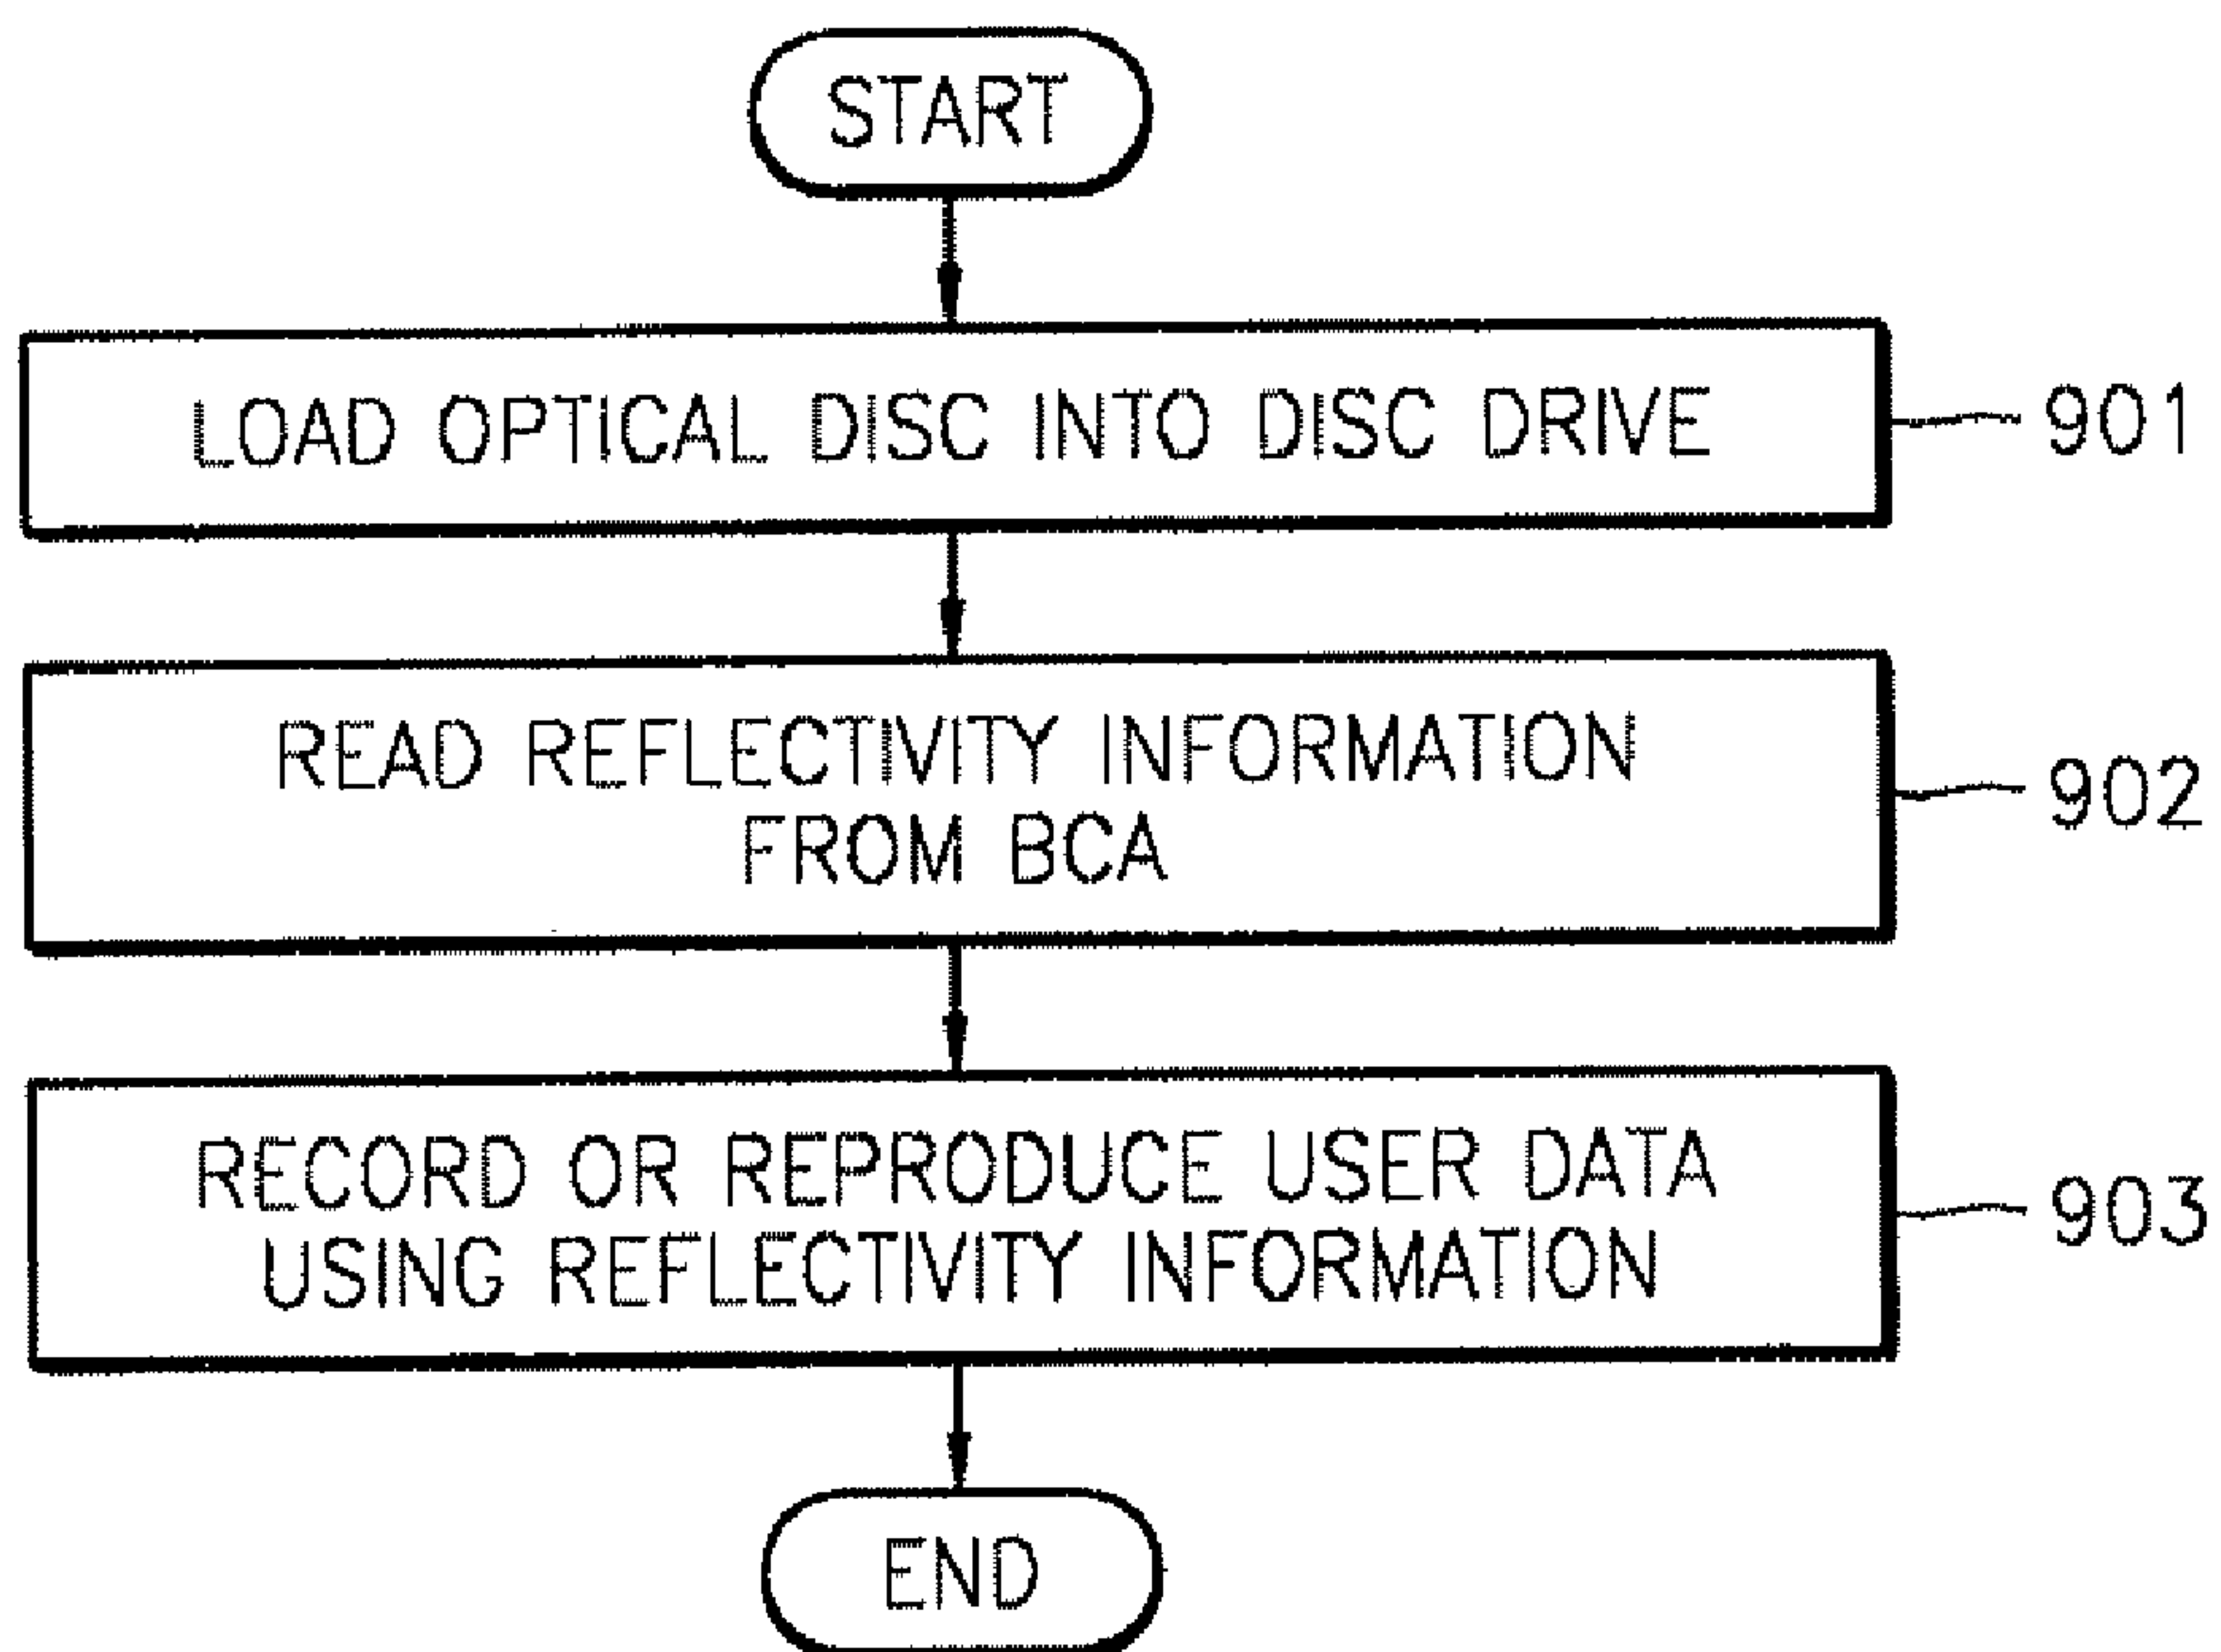 START
LOAD OPTICAL DISC INTO DISC DRIVE
901
READ REFLECTIVITY INFORMATION
FROM BCA
902
RECORD OR REPRODUCE USER DATA
USING REFLECTIVITY INFORMATION
903
END